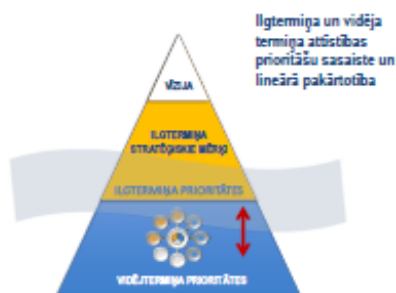 Ilgtermiņa un vidēja
termiņa attīstības
prioritāšu sasaiste un
lineārā pakārtotība
VĪZIJA
ILGTERMIŅA
STRATĒĢISKIE MĒRĶI
ILGTERMIŅA PRIORITĀTES
VIDĒJTERMIŅA PRIORITĀTES